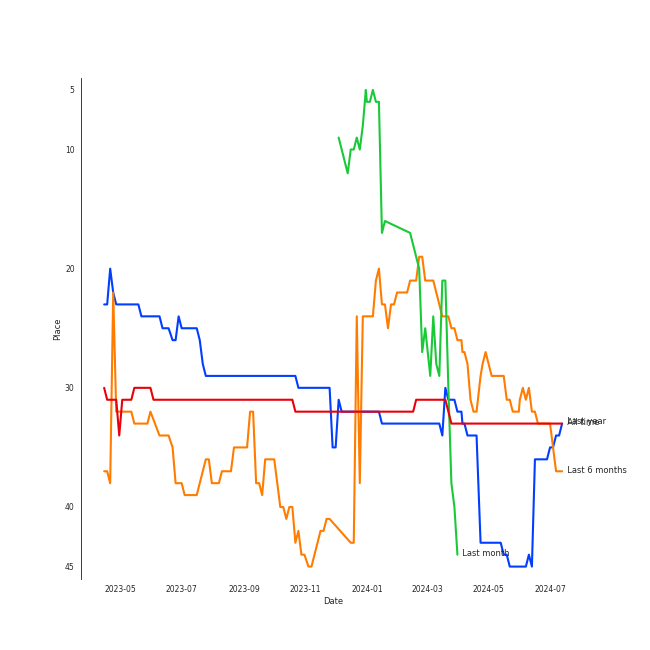 5
10
20
30
40
45
Place
2023-05
2023-07
2023-09
2023-11
2024-01
2024-03
2024-05
2024-07
Date
Last year
All time
Last 6 months
Last month